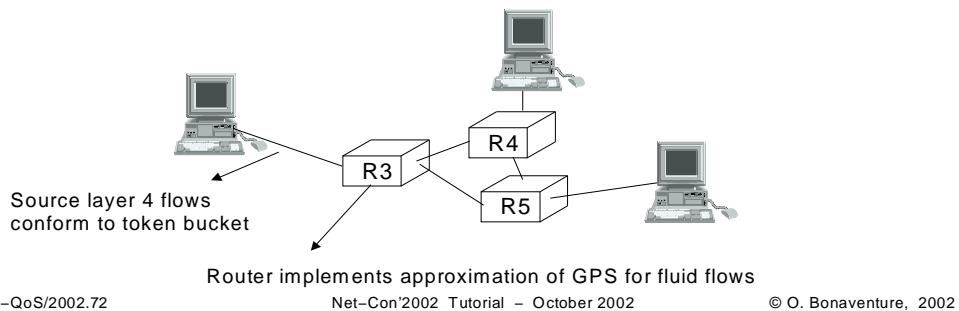 R4
R3
R5
Source layer 4 flows
conform to token bucket
Router implements approximation of GPS for fluid flows
–QoS/2002.72
Net–Con'2002 Tutorial – October 2002
© O. Bonaventure, 2002